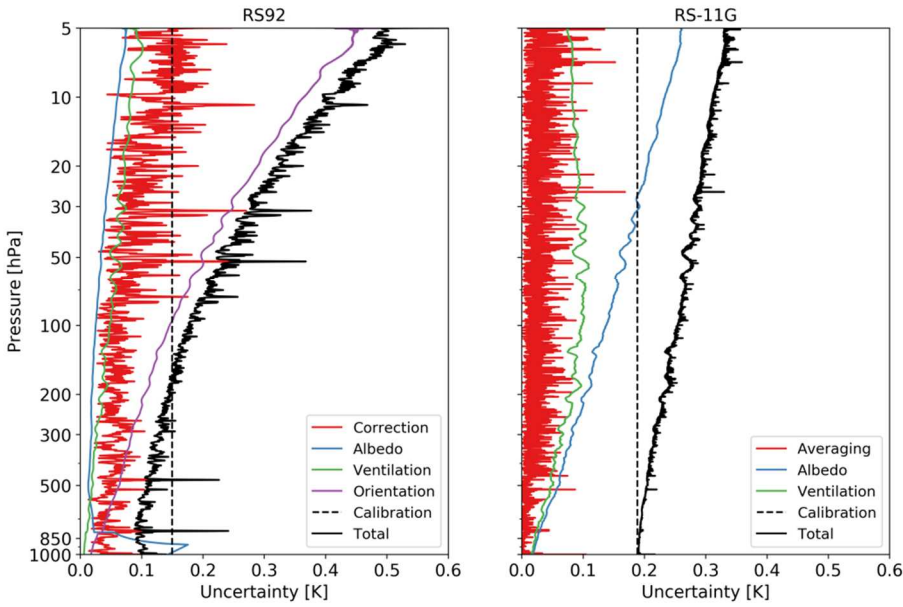 RS92
RS-11G
Pressure [hPa]
5
10
20
30
50
100
200
300
500
850
1000
Correction
Albedo
Ventilation
Orientation
Calibration
Total
Averaging
Albedo
Ventilation
Calibration
Total
0.0 0.1 0.2 0.3 0.4 0.5 0.6
0.0 0.1 0.2 0.3 0.4 0.5 0.6
Uncertainty [K]
Uncertainty [K]